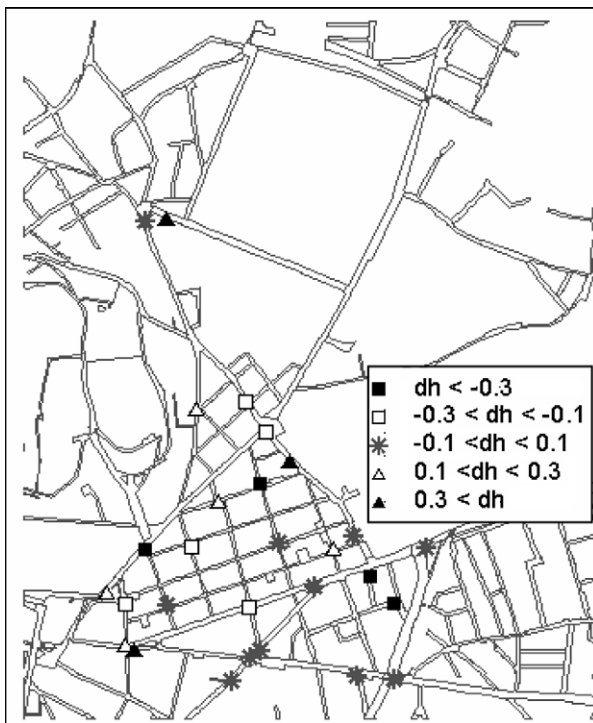 dh < -0.3
-0.3 < dh < -0.1
-0.1 <dh < 0.1
0.1 <dh < 0.3
0.3 < dh